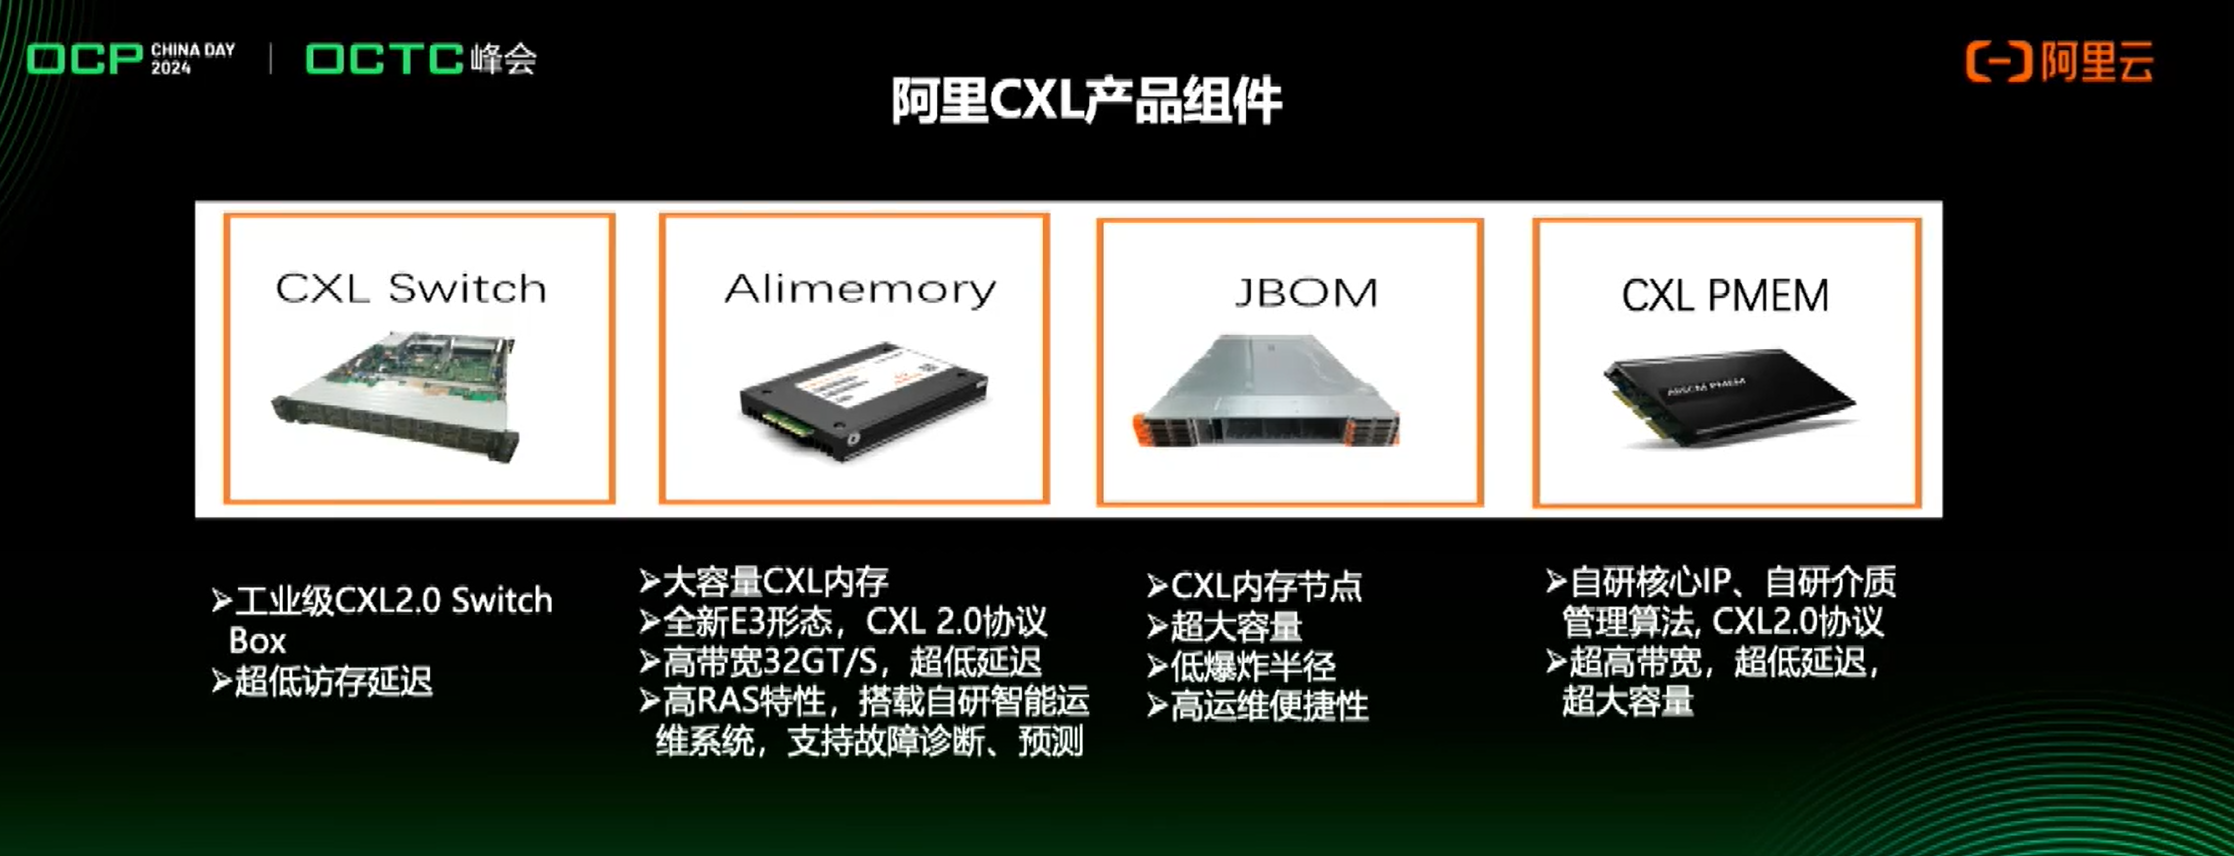 OCP CHINA DAY
2024
OCTC峰会
阿里云
阿里CXL产品组件
CXL Switch
Alimemory
JBOM
CXL PMEM
➢工业级CXL2.0 Switch
Box
➢超低访存延迟
➢大容量CXL内存
➢全新E3形态，CXL 2.0协议
➢高带宽32GT/S，超低延迟
➢高RAS特性，搭载自研智能运
维系统，支持故障诊断、预测
➢CXL内存节点
➢超大容量
➢低爆炸半径
➢高运维便捷性
➢自研核心IP、自研介质
管理算法, CXL2.0协议
➢超高带宽，超低延迟，
超大容量